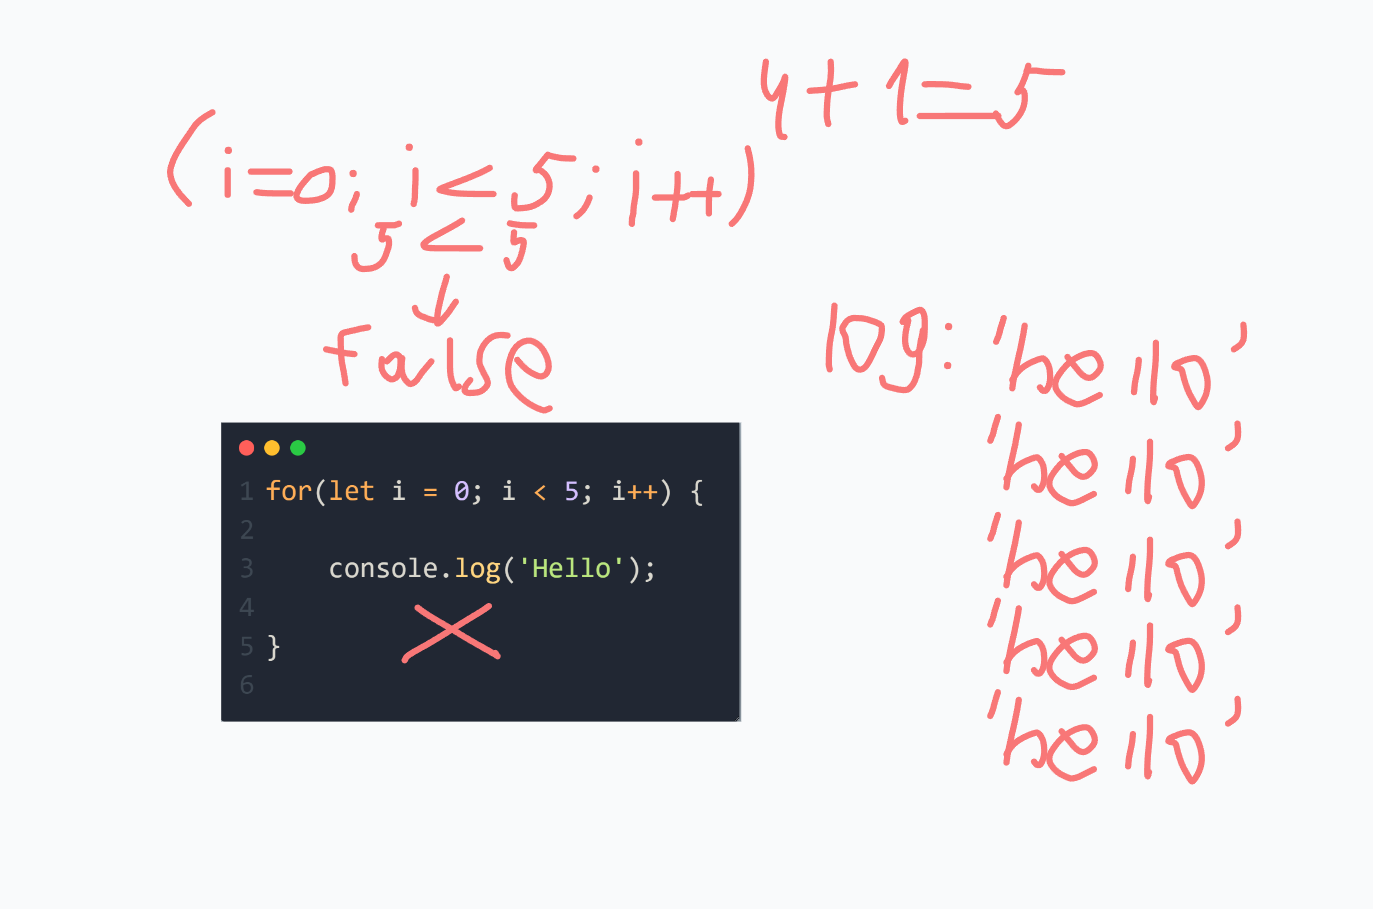 4+1=5
(i=0; i<5; i++)
5<5
↓
false
log: 'hello'
'hello'
'hello'
'hello'
'hello'
1 for(let i = 0; i < 5; i++) {
2
3 console.log('Hello');
4
5 }
6